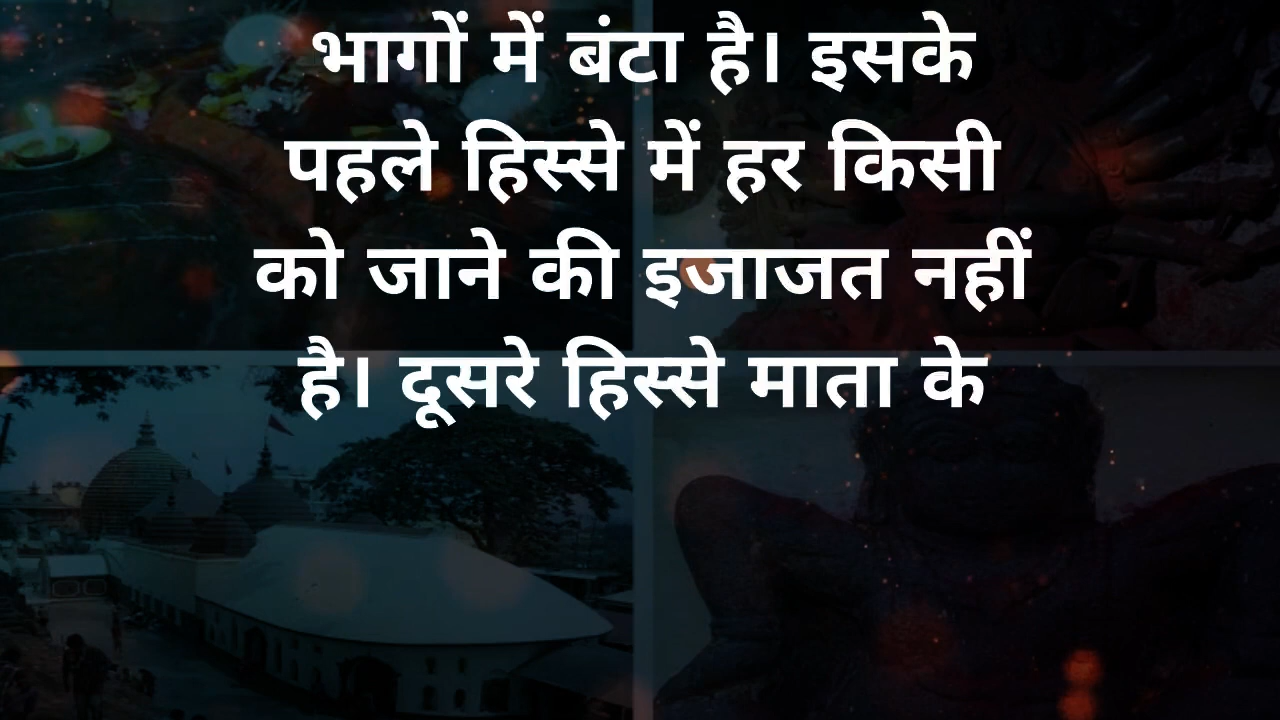 भागों में बंटा है। इसके
पहले हिस्से में हर किसी
को जाने की इजाजत नहीं
है। दूसरे हिस्से माता के